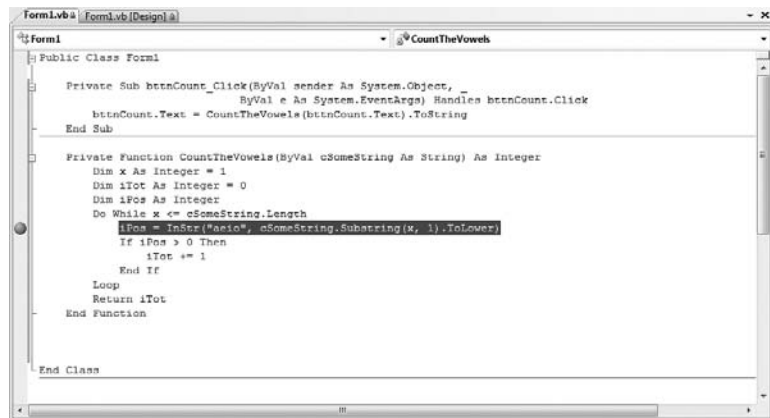 Form1.vb Form1.vb [Design]
Form1 CountTheVowels
Public Class Form1
Private Sub bttnCount_Click(ByVal sender As System.Object, _
ByVal e As System.EventArgs) Handles bttnCount.Click
bttnCount.Text = CountTheVowels(bttnCount.Text).ToString
End Sub
Private Function CountTheVowels(ByVal cSomeString As String) As Integer
Dim x As Integer = 1
Dim iTot As Integer = 0
Dim iPos As Integer
Do While x <= cSomeString.Length
iPos = InStr("aeio", cSomeString.Substring(x, 1).ToLower)
If iPos > 0 Then
iTot += 1
End If
Loop
Return iTot
End Function
End Class